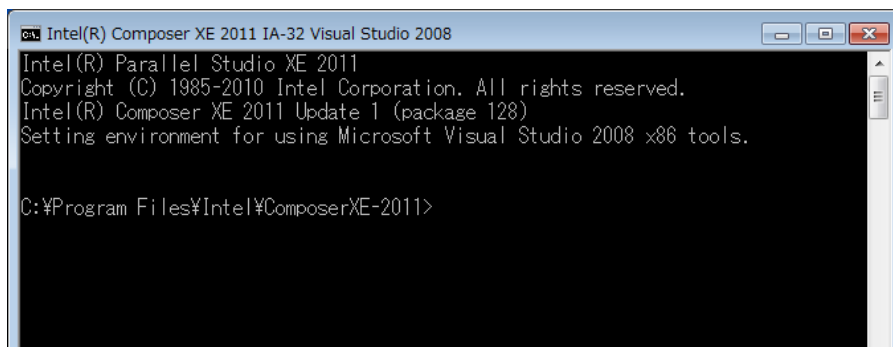 Intel(R) Composer XE 2011 IA-32 Visual Studio 2008
Intel(R) Parallel Studio XE 2011
Copyright (C) 1985-2010 Intel Corporation. All rights reserved.
Intel(R) Composer XE 2011 Update 1 (package 128)
Setting environment for using Microsoft Visual Studio 2008 x86 tools.
C:¥Program Files¥Intel¥ComposerXE-2011>